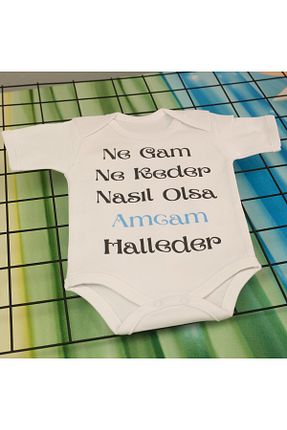 Ne Gam
Ne Keder
Nasıl Olsa
Amcam
Halleder